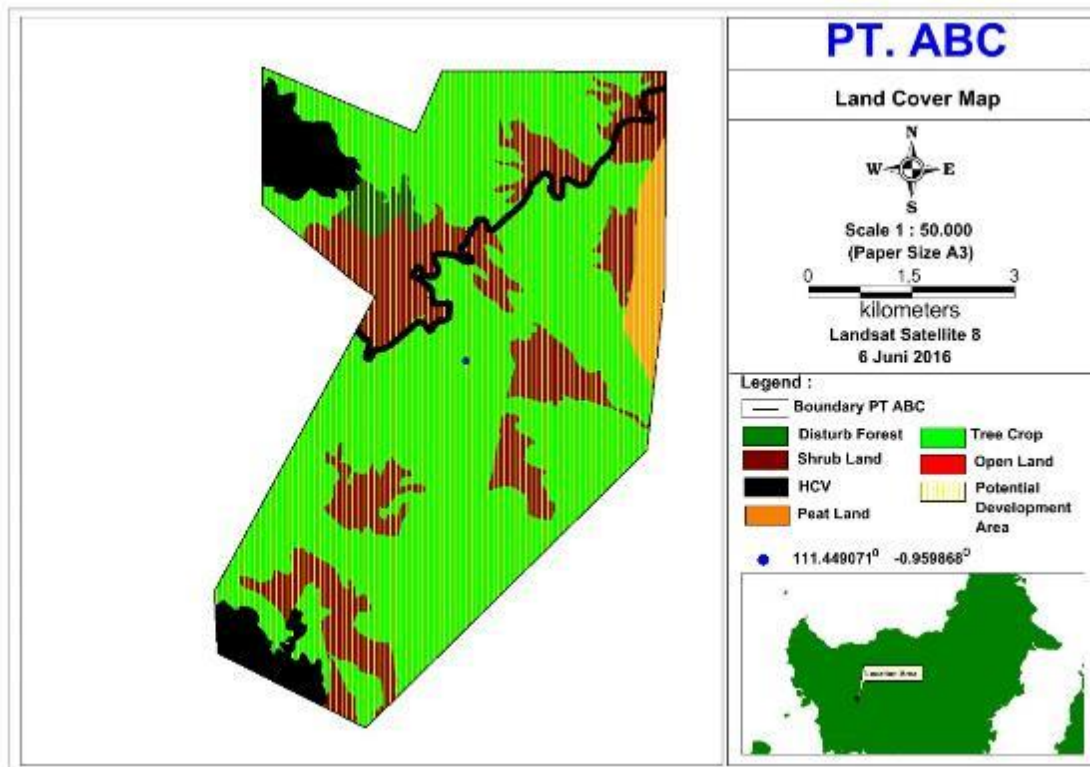 PT. ABC
Land Cover Map
N
W E
S
Scale 1 : 50.000
(Paper Size A3)
0 1,5 3
kilometers
Landsat Satellite 8
6 Juni 2016
Legend :
Boundary PT ABC
Disturb Forest
Tree Crop
Shrub Land
Open Land
HCV
Potential
Development
Area
Peat Land
111.449071⁰ -0.959868⁰
Location Area